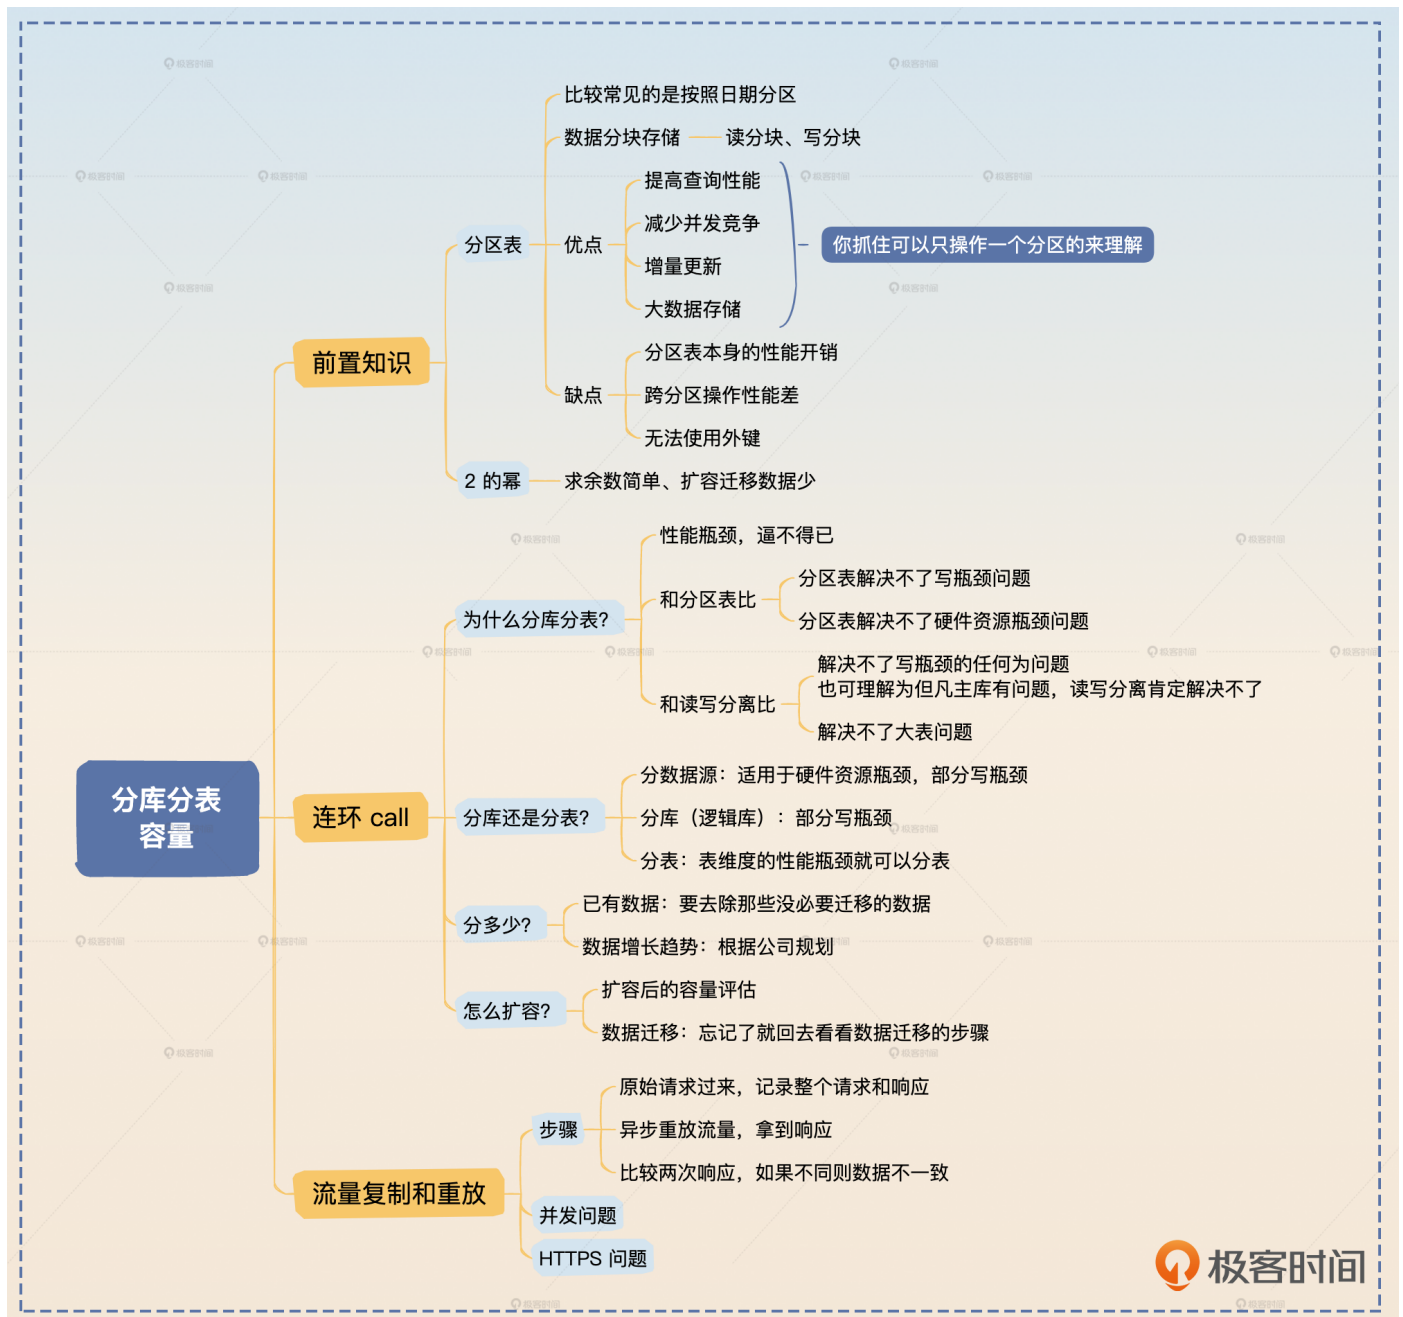 比较常见的是按照日期分区
数据分块存储
读分块、写分块
提高查询性能
减少并发竞争
分区表
优点
你抓住可以只操作一个分区的来理解
增量更新
大数据存储
分区表本身的性能开销
前置知识
缺点
跨分区操作性能差
无法使用外键
2 的幂
求余数简单、扩容迁移数据少
性能瓶颈，逼不得已
分区表解决不了写瓶颈问题
和分区表比
为什么分库分表？
分区表解决不了硬件资源瓶颈问题
解决不了写瓶颈的任何为问题
也可理解为但凡主库有问题，读写分离肯定解决不了
和读写分离比
解决不了大表问题
分数据源：适用于硬件资源瓶颈，部分写瓶颈
分库分表
容量
连环 call
分库还是分表？
分库（逻辑库）：部分写瓶颈
分表：表维度的性能瓶颈就可以分表
已有数据：要去除那些没必要迁移的数据
分多少？
数据增长趋势：根据公司规划
扩容后的容量评估
怎么扩容？
数据迁移：忘记了就回去看看数据迁移的步骤
原始请求过来，记录整个请求和响应
步骤
异步重放流量，拿到响应
比较两次响应，如果不同则数据不一致
流量复制和重放
并发问题
HTTPS 问题
极客时间